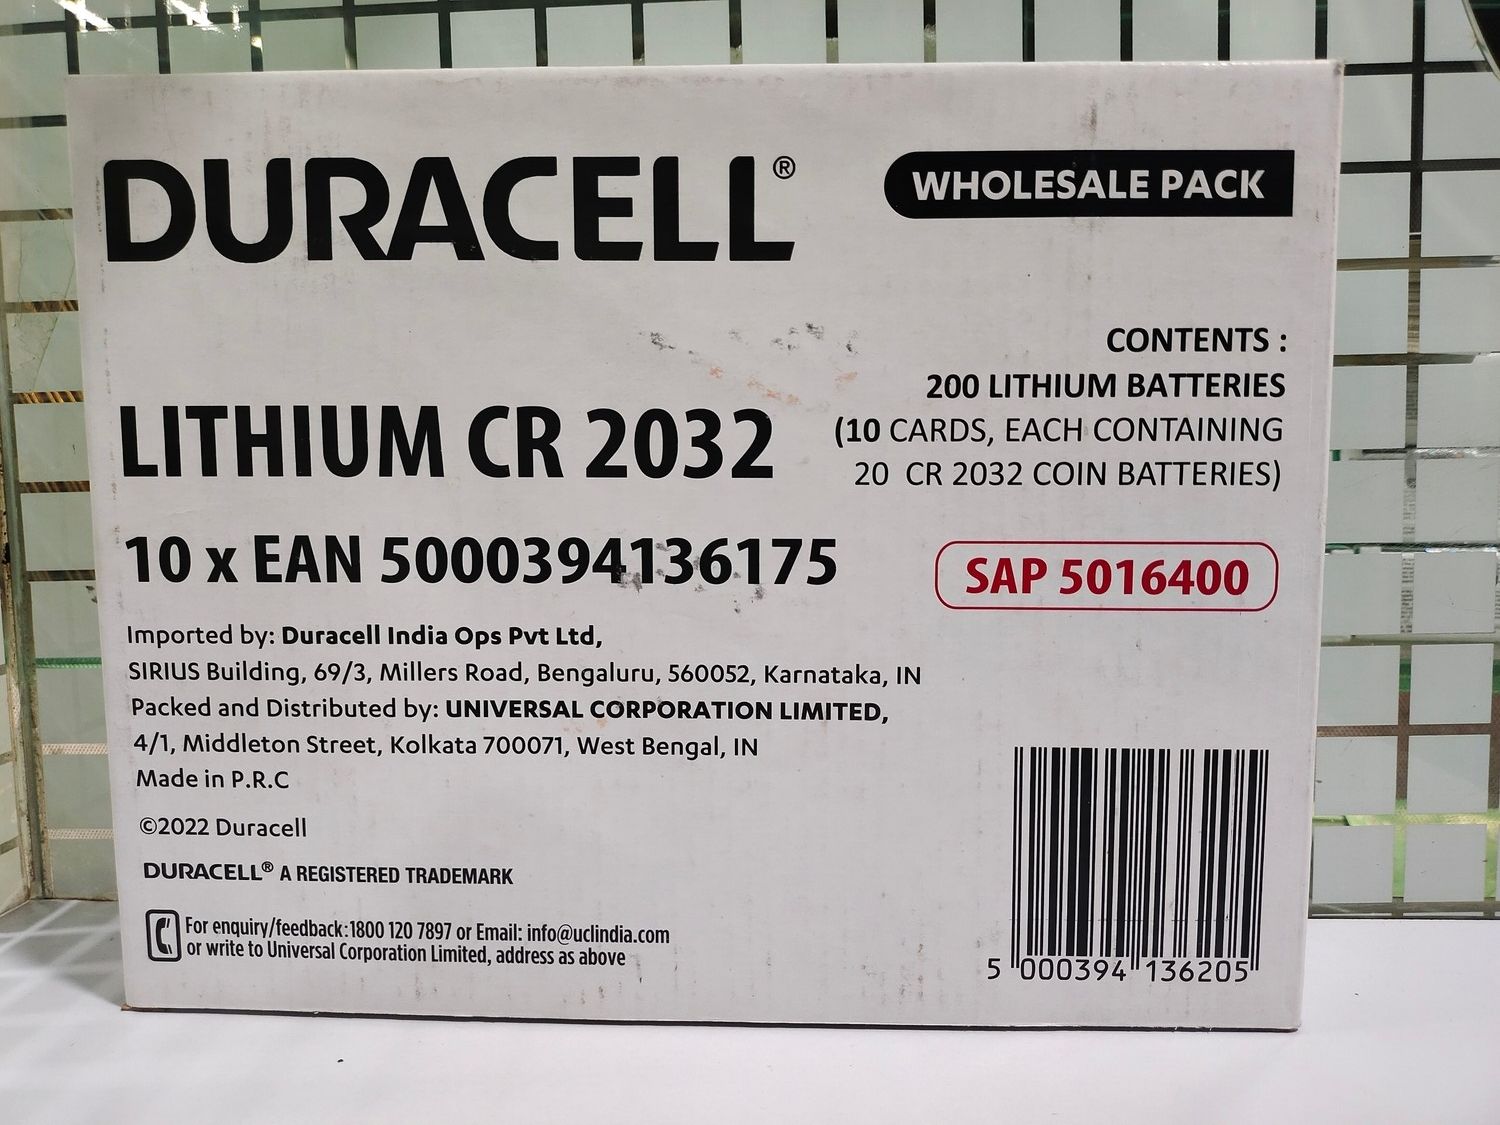 DURACELL®
WHOLESALE PACK
CONTENTS :
200 LITHIUM BATTERIES
(10 CARDS, EACH CONTAINING
20 CR 2032 COIN BATTERIES)
LITHIUM CR 2032
10 x EAN 5000394136175
SAP 5016400
Imported by: Duracell India Ops Pvt Ltd,
SIRIUS Building, 69/3, Millers Road, Bengaluru, 560052, Karnataka, IN
Packed and Distributed by: UNIVERSAL CORPORATION LIMITED,
4/1, Middleton Street, Kolkata 700071, West Bengal, IN
Made in P.R.C
©2022 Duracell
DURACELL® A REGISTERED TRADEMARK
For enquiry/feedback:1800 120 7897 or Email: info@uclindia.com
or write to Universal Corporation Limited, address as above
5 000394 136205